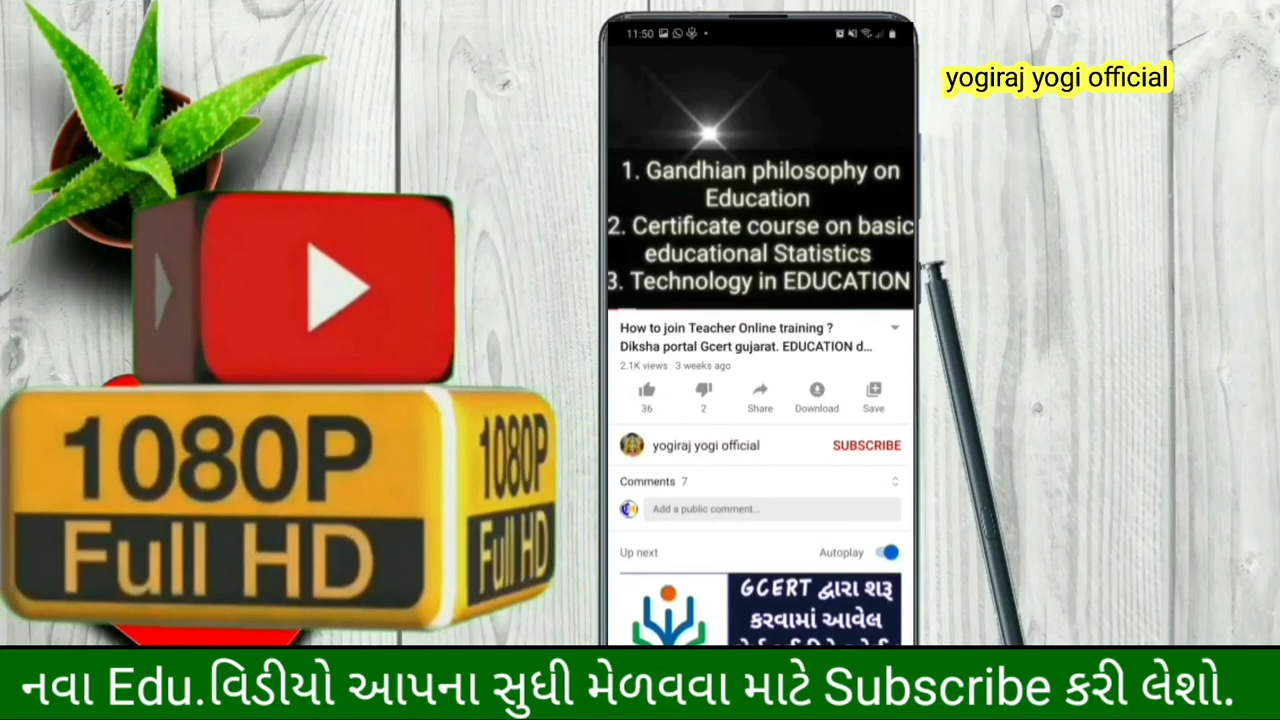 yogiraj yogi official
11:50
1. Gandhian philosophy on
Education
2. Certificate course on basic
educational Statistics
3. Technology in EDUCATION
How to join Teacher Online training ?
Diksha portal Gcert gujarat. EDUCATION d...
2.1K views · 3 weeks ago
36
2
Share
Download
Save
yogiraj yogi official
SUBSCRIBE
Comments 7
Add a public comment...
Up next
Autoplay
GCERT દ્વારા શરૂ
કરવામાં આવેલ
1080P
Full HD
1080P
Full HD
નવા Edu.વિડીયો આપના સુધી મેળવવા માટે Subscribe કરી લેશો.